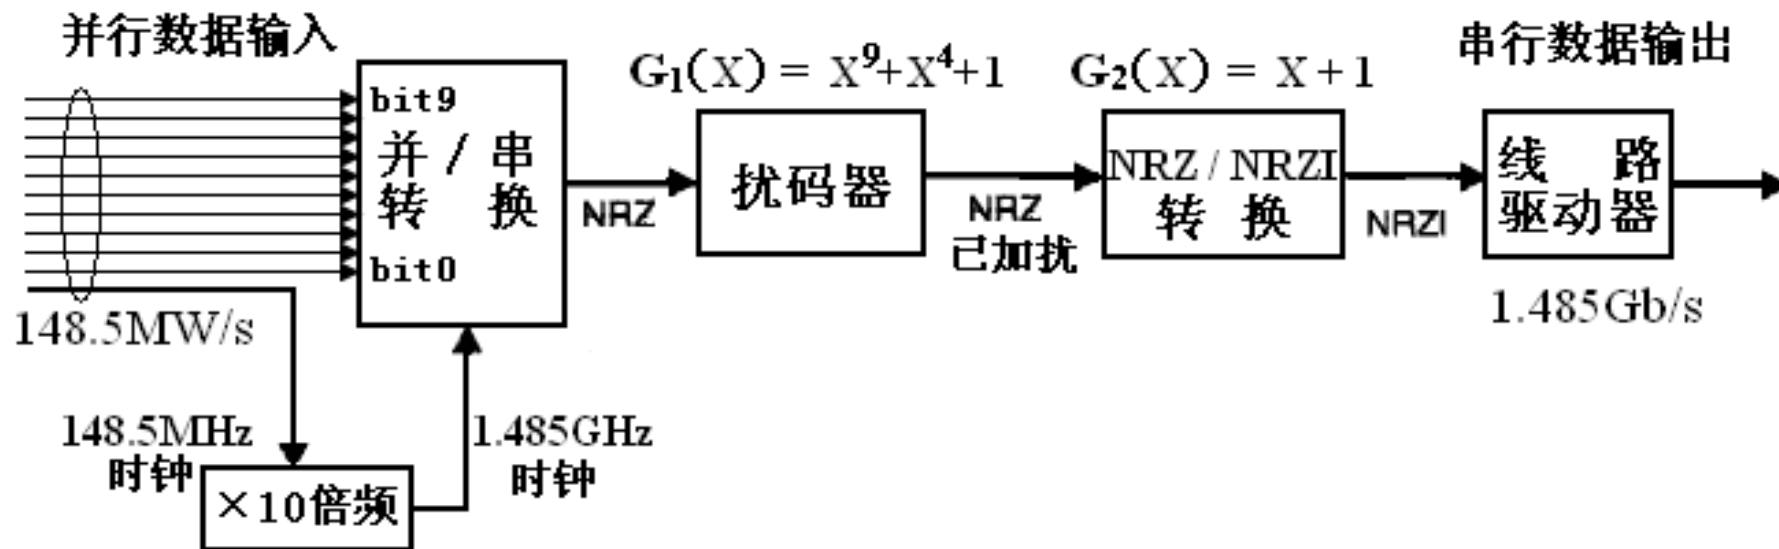 并行数据输入
bit9
并 / 串
转 换
bit0
148.5MW/s
148.5MHz
时钟
×10倍频
1.485GHz
时钟
NRZ
G₁(X) = X⁹+X⁴+1
扰码器
NRZ
已加扰
G₂(X) = X+1
NRZ / NRZI
转 换
NRZI
串行数据输出
线 路
驱动器
1.485Gb/s